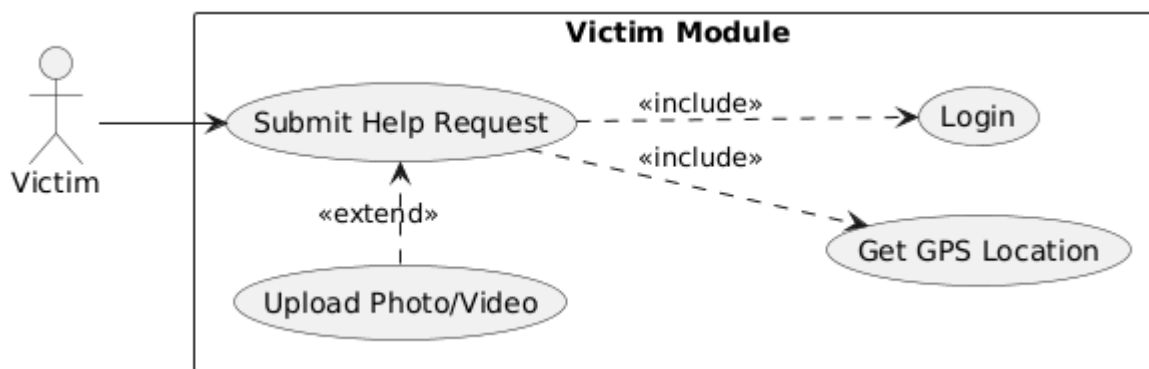 Victim Module
Submit Help Request
«include»
Login
«include»
Victim
«extend»
Get GPS Location
Upload Photo/Video